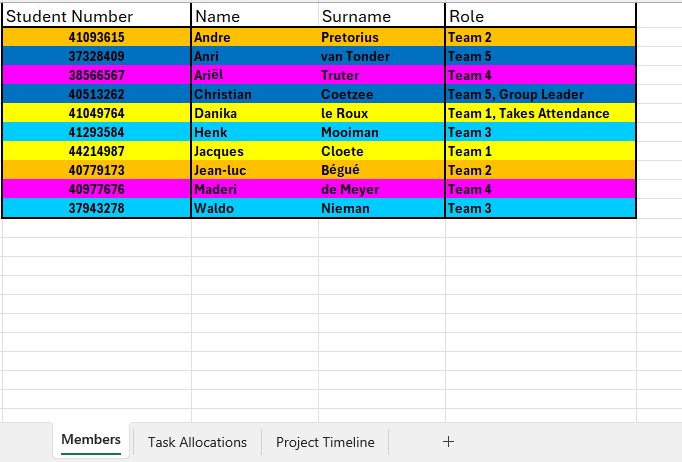 Student Number Name Surname Role
41093615 Andre Pretorius Team 2
37328409 Anri van Tonder Team 5
38566567 Ariël Truter Team 4
40513262 Christian Coetzee Team 5, Group Leader
41049764 Danika le Roux Team 1, Takes Attendance
41293584 Henk Mooiman Team 3
44214987 Jacques Cloete Team 1
40779173 Jean-luc Bégué Team 2
40977676 Maderi de Meyer Team 4
37943278 Waldo Nieman Team 3
Members Task Allocations Project Timeline +